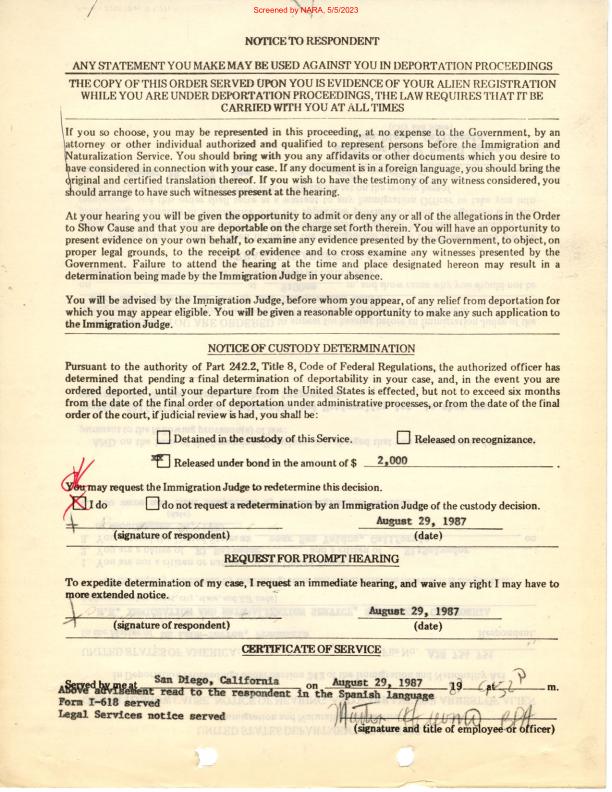 Screened by NARA, 5/5/2023
NOTICE TO RESPONDENT
ANY STATEMENT YOU MAKE MAY BE USED AGAINST YOU IN DEPORTATION PROCEEDINGS
THE COPY OF THIS ORDER SERVED UPON YOU IS EVIDENCE OF YOUR ALIEN REGISTRATION
WHILE YOU ARE UNDER DEPORTATION PROCEEDINGS, THE LAW REQUIRES THAT IT BE
CARRIED WITH YOU AT ALL TIMES
If you so choose, you may be represented in this proceeding, at no expense to the Government, by an
attorney or other individual authorized and qualified to represent persons before the Immigration and
Naturalization Service. You should bring with you any affidavits or other documents which you desire to
have considered in connection with your case. If any document is in a foreign language, you should bring the
original and certified translation thereof. If you wish to have the testimony of any witness considered, you
should arrange to have such witnesses present at the hearing.
At your hearing you will be given the opportunity to admit or deny any or all of the allegations in the Order
to Show Cause and that you are deportable on the charge set forth therein. You will have an opportunity to
present evidence on your own behalf, to examine any evidence presented by the Government, to object, on
proper legal grounds, to the receipt of evidence and to cross examine any witnesses presented by the
Government. Failure to attend the hearing at the time and place designated hereon may result in a
determination being made by the Immigration Judge in your absence.
You will be advised by the Immigration Judge, before whom you appear, of any relief from deportation for
which you may appear eligible. You will be given a reasonable opportunity to make any such application to
the Immigration Judge.
NOTICE OF CUSTODY DETERMINATION
Pursuant to the authority of Part 242.2, Title 8, Code of Federal Regulations, the authorized officer has
determined that pending a final determination of deportability in your case, and, in the event you are
ordered deported, until your departure from the United States is effected, but not to exceed six months
from the date of the final order of deportation under administrative processes, or from the date of the final
order of the court, if judicial review is had, you shall be:
Detained in the custody of this Service. Released on recognizance.
Released under bond in the amount of $ 2,000 .
You may request the Immigration Judge to redetermine this decision.
I do do not request a redetermination by an Immigration Judge of the custody decision.
August 29, 1987
(signature of respondent) (date)
REQUEST FOR PROMPT HEARING
To expedite determination of my case, I request an immediate hearing, and waive any right I may have to
more extended notice.
August 29, 1987
(signature of respondent) (date)
CERTIFICATE OF SERVICE
Served by me at San Diego, California on August 29, 1987 19 m.
Above advisement read to the respondent in the Spanish language
Form I-618 served
Legal Services notice served
(signature and title of employee or officer)